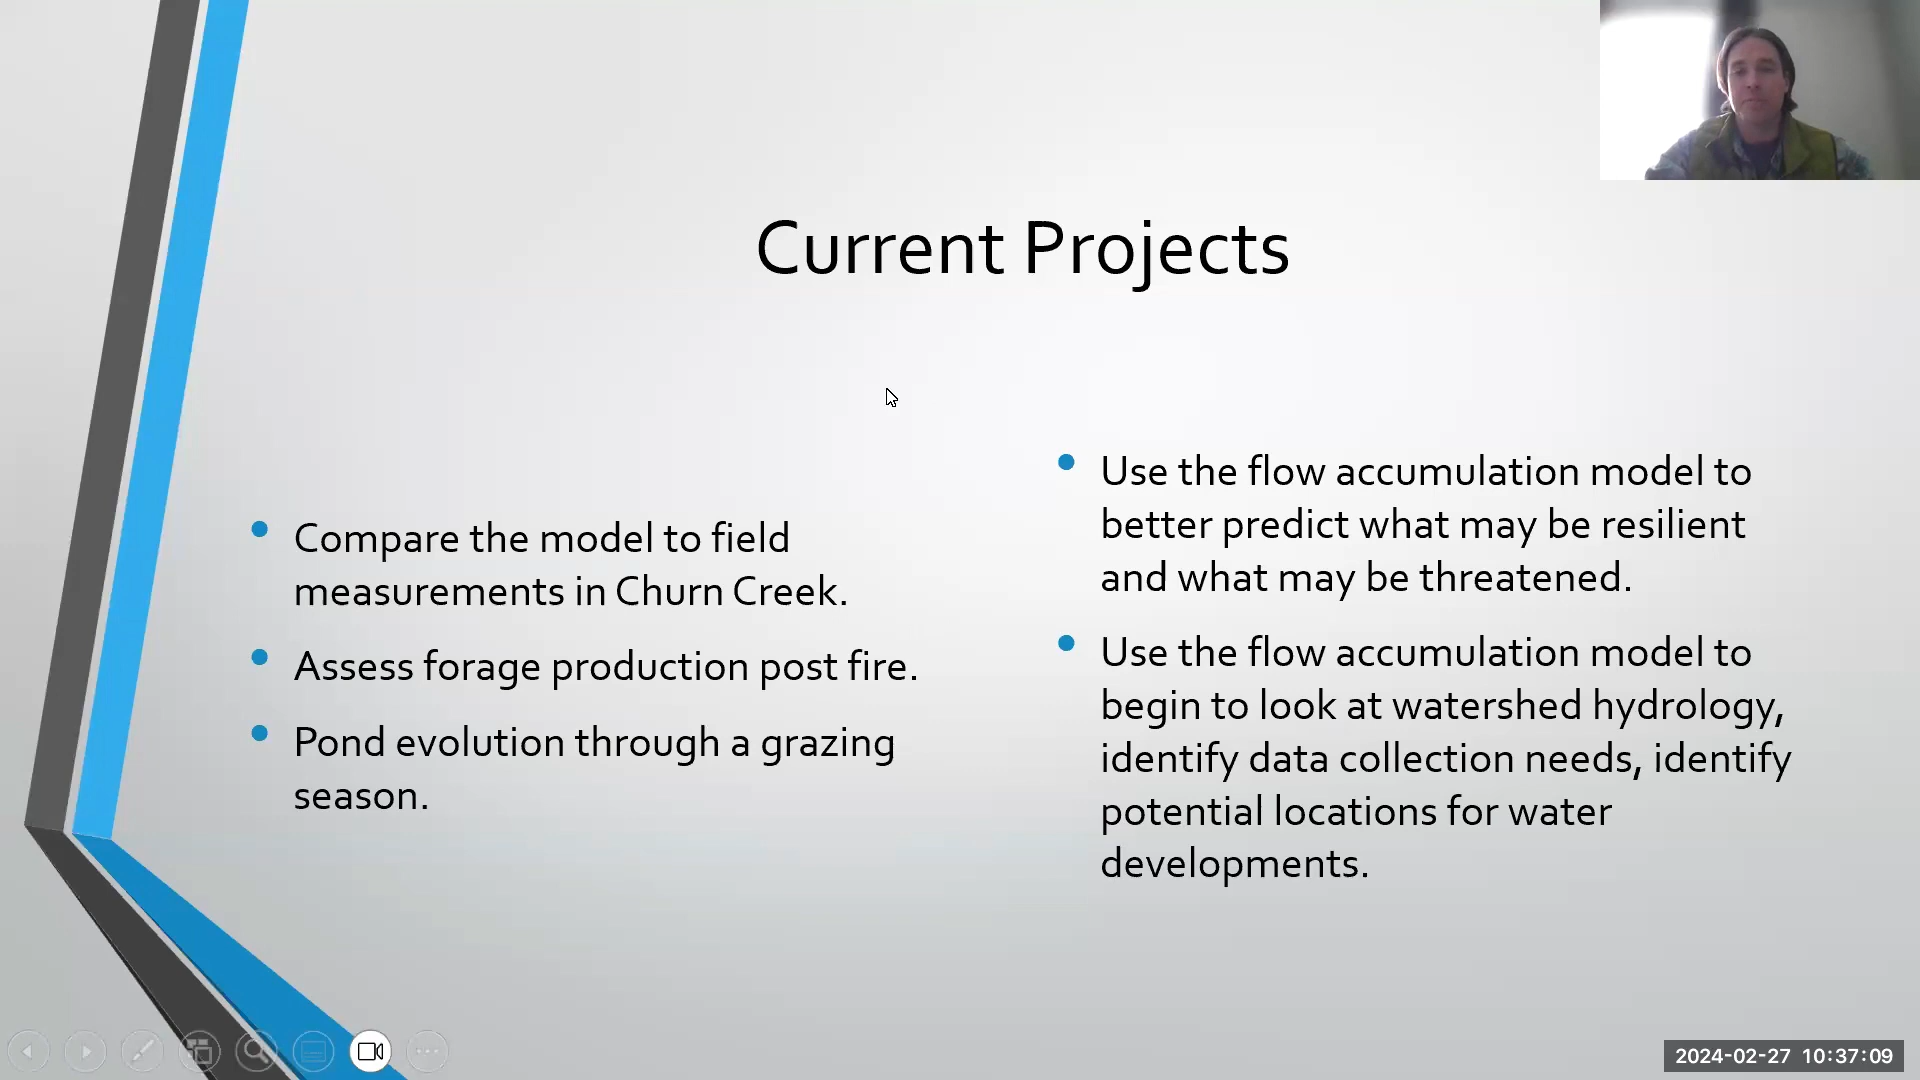 Current Projects
Compare the model to field
measurements in Churn Creek.
Assess forage production post fire.
Pond evolution through a grazing
season.
Use the flow accumulation model to
better predict what may be resilient
and what may be threatened.
Use the flow accumulation model to
begin to look at watershed hydrology,
identify data collection needs, identify
potential locations for water
developments.
2024-02-27 10:37:09